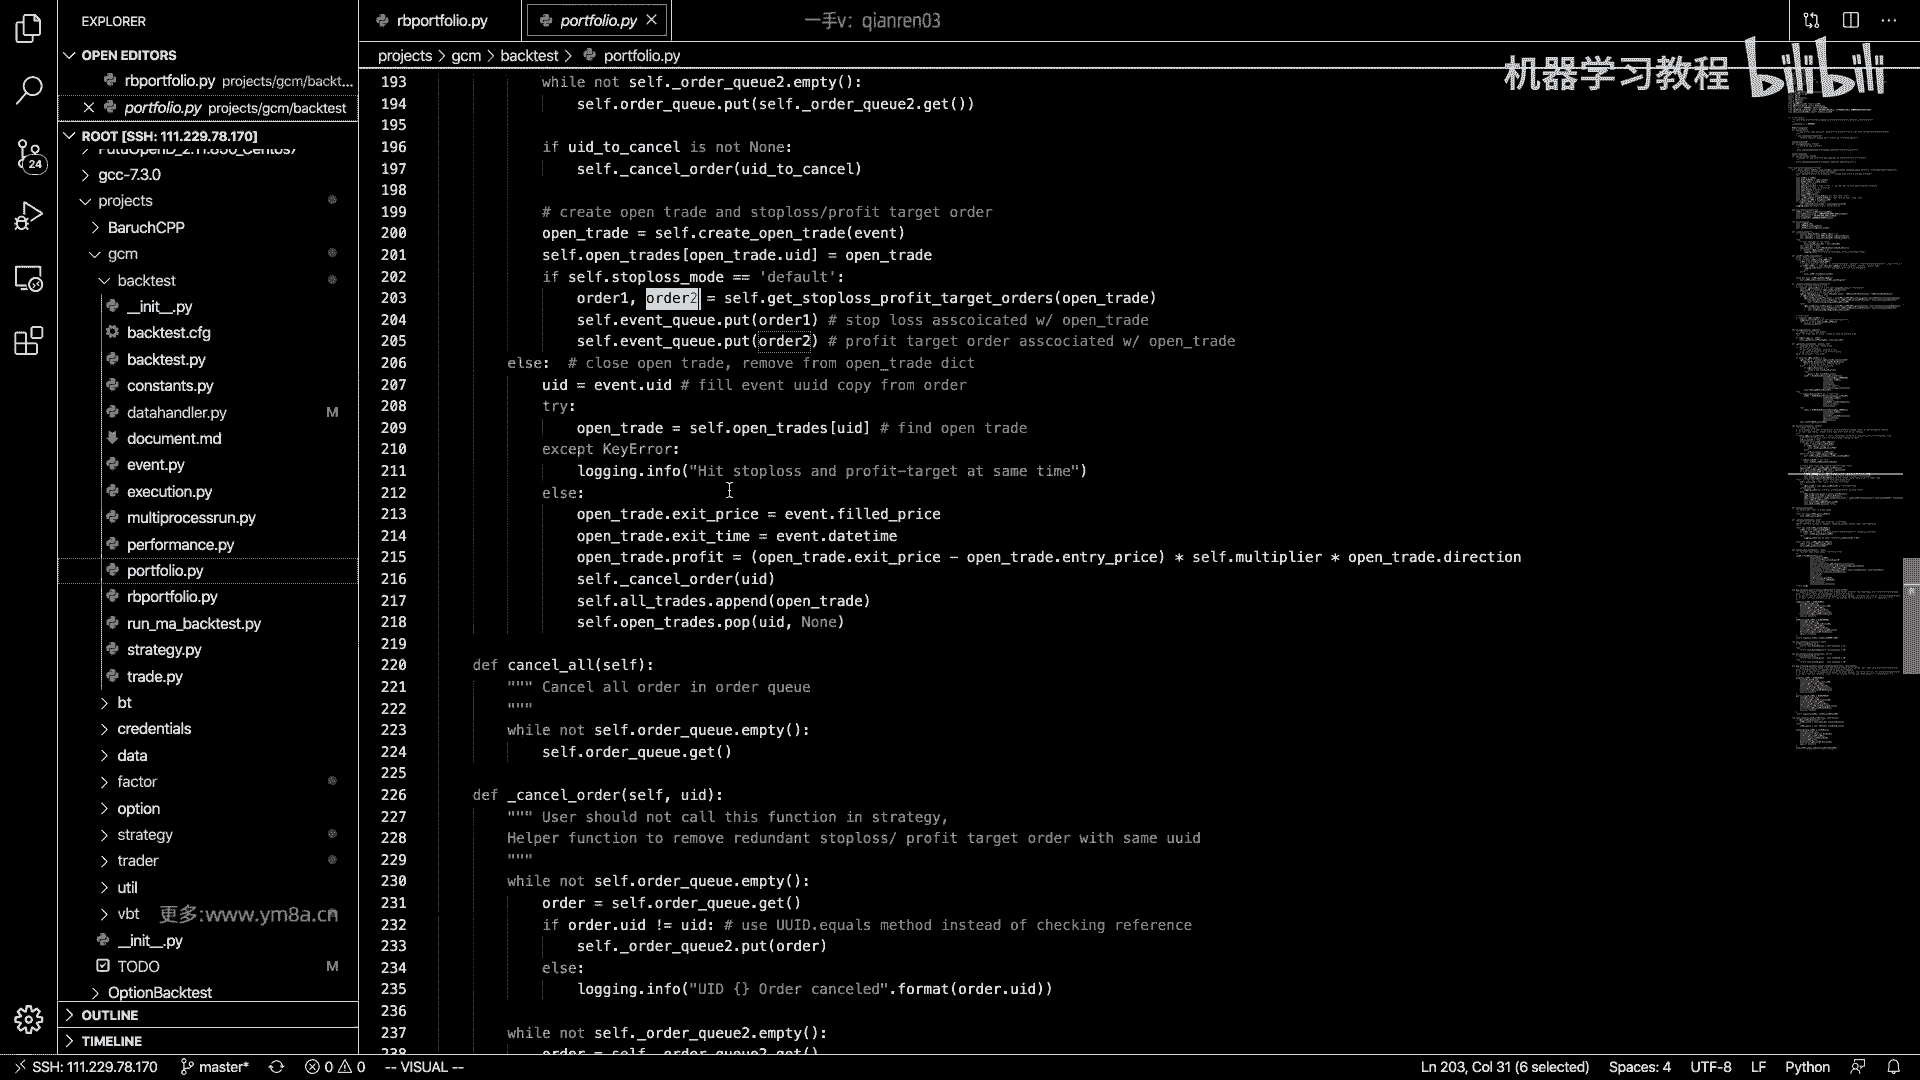 EXPLORER
OPEN EDITORS
rbportfolio.py projects/gcm/backt...
portfolio.py projects/gcm/backtest
ROOT [SSH: 111.229.78.170]
gcc-7.3.0
projects
BaruchCPP
gcm
backtest
__init__.py
backtest.cfg
backtest.py
constants.py
datahandler.py M
document.md
event.py
execution.py
multiprocessrun.py
performance.py
portfolio.py
rbportfolio.py
run_ma_backtest.py
strategy.py
trade.py
bt
credentials
data
factor
option
strategy
trader
util
vbt
更多:www.ym8a.cn
__init__.py
TODO M
OptionBacktest
OUTLINE
TIMELINE
24
rbportfolio.py
portfolio.py
一手v: qianren03
projects > gcm > backtest > portfolio.py
机器学习教程 bilibili
193 while not self._order_queue2.empty():
194 self.order_queue.put(self._order_queue2.get())
195
196 if uid_to_cancel is not None:
197 self._cancel_order(uid_to_cancel)
198
199 # create open trade and stoploss/profit target order
200 open_trade = self.create_open_trade(event)
201 self.open_trades[open_trade.uid] = open_trade
202 if self.stoploss_mode == 'default':
203 order1, order2 = self.get_stoploss_profit_target_orders(open_trade)
204 self.event_queue.put(order1) # stop loss asscoicated w/ open_trade
205 self.event_queue.put(order2) # profit target order asscociated w/ open_trade
206 else: # close open trade, remove from open_trade dict
207 uid = event.uid # fill event uuid copy from order
208 try:
209 open_trade = self.open_trades[uid] # find open trade
210 except KeyError:
211 logging.info("Hit stoploss and profit-target at same time")
212 else:
213 open_trade.exit_price = event.filled_price
214 open_trade.exit_time = event.datetime
215 open_trade.profit = (open_trade.exit_price - open_trade.entry_price) * self.multiplier * open_trade.direction
216 self._cancel_order(uid)
217 self.all_trades.append(open_trade)
218 self.open_trades.pop(uid, None)
219
220 def cancel_all(self):
221 """ Cancel all order in order queue
222 """
223 while not self.order_queue.empty():
224 self.order_queue.get()
225
226 def _cancel_order(self, uid):
227 """ User should not call this function in strategy,
228 Helper function to remove redundant stoploss/ profit target order with same uuid
229 """
230 while not self.order_queue.empty():
231 order = self.order_queue.get()
232 if order.uid != uid: # use UUID.equals method instead of checking reference
233 self._order_queue2.put(order)
234 else:
235 logging.info("UID {} Order canceled".format(order.uid))
236
237 while not self._order_queue2.empty():
SSH: 111.229.78.170 master* 0 0 -- VISUAL -- Ln 203, Col 31 (6 selected) Spaces: 4 UTF-8 LF Python